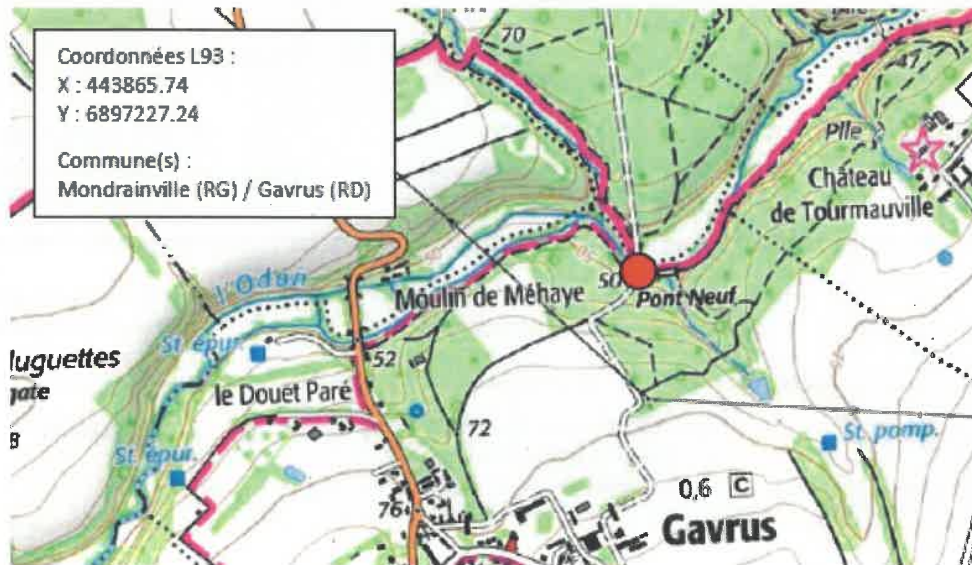 Coordonnées L93 :
X : 443865.74
Y : 6897227.24
Commune(s) :
Mondrainville (RG) / Gavrus (RD)
70
47
Pile
Château
de Tourmauville
l'Odon
Moulin de Méhaye
50
Pont Neuf
luguettes
St. épur.
52
gate
le Douet Paré
72
St. pomp.
St. épur.
76
0,6 C
Gavrus